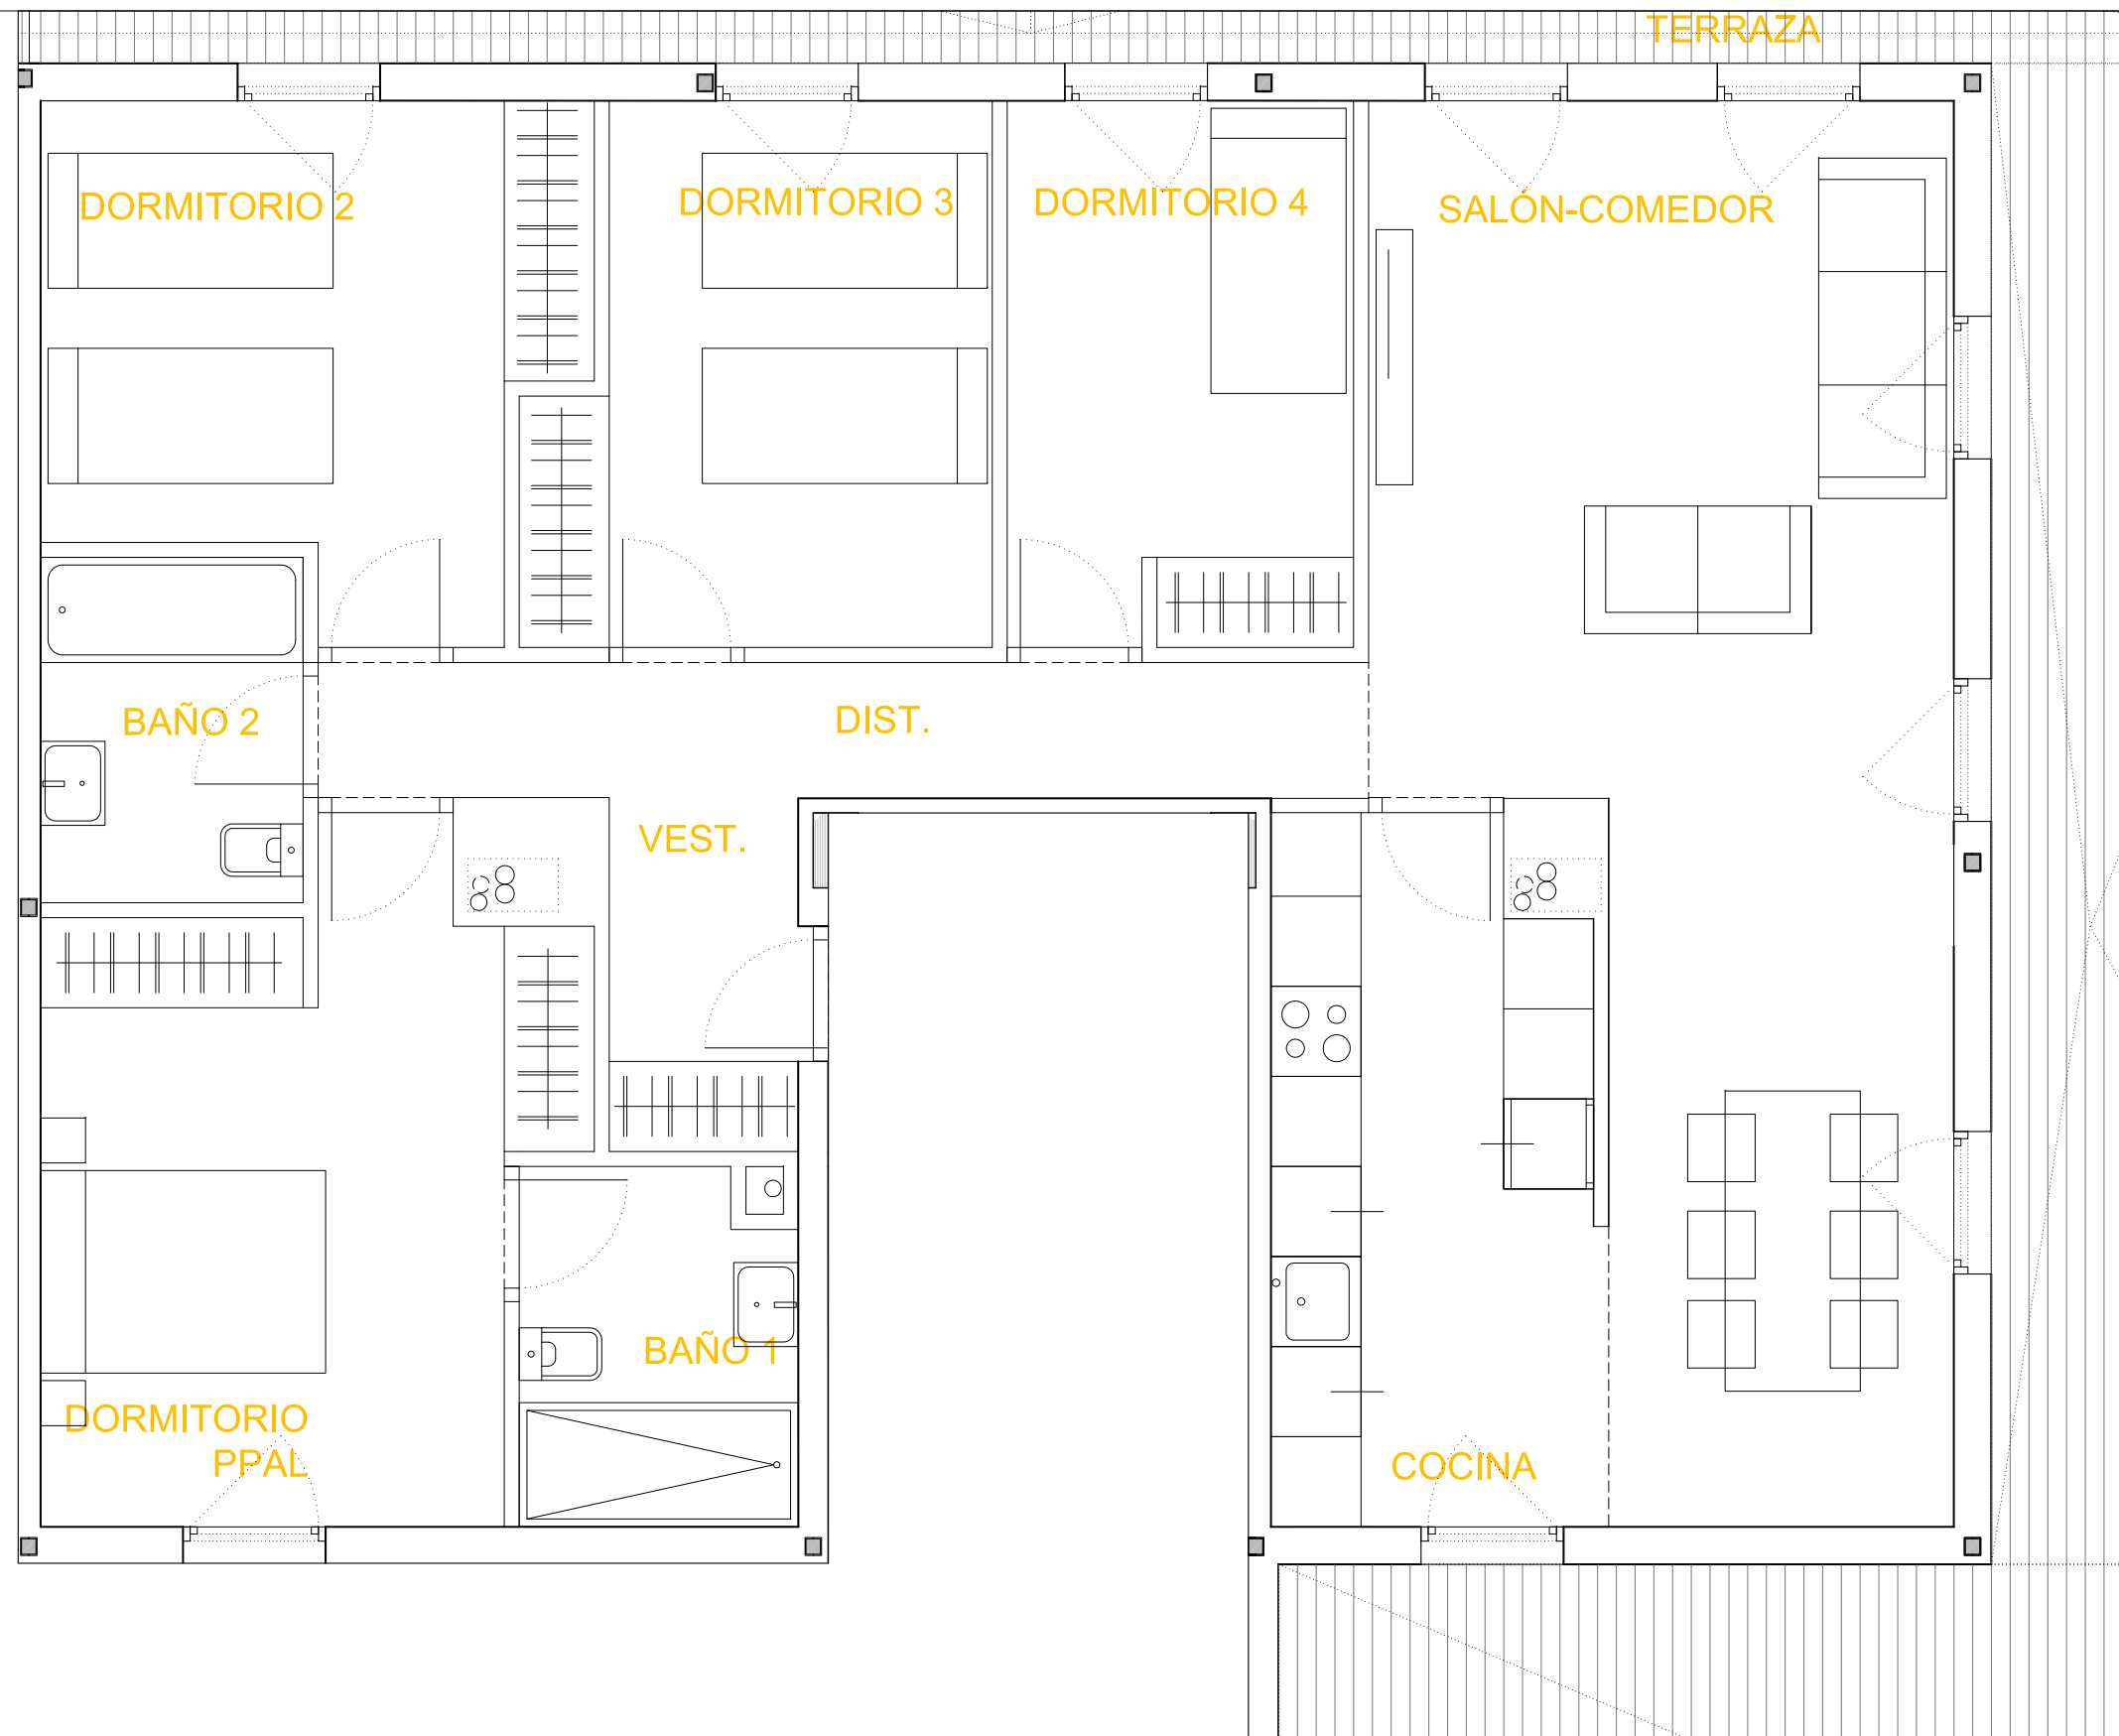 TERRAZA
DORMITORIO 2
DORMITORIO 3
DORMITORIO 4
SALÓN-COMEDOR
BAÑO 2
DIST.
VEST.
BAÑO 1
DORMITORIO
PPAL
COCINA